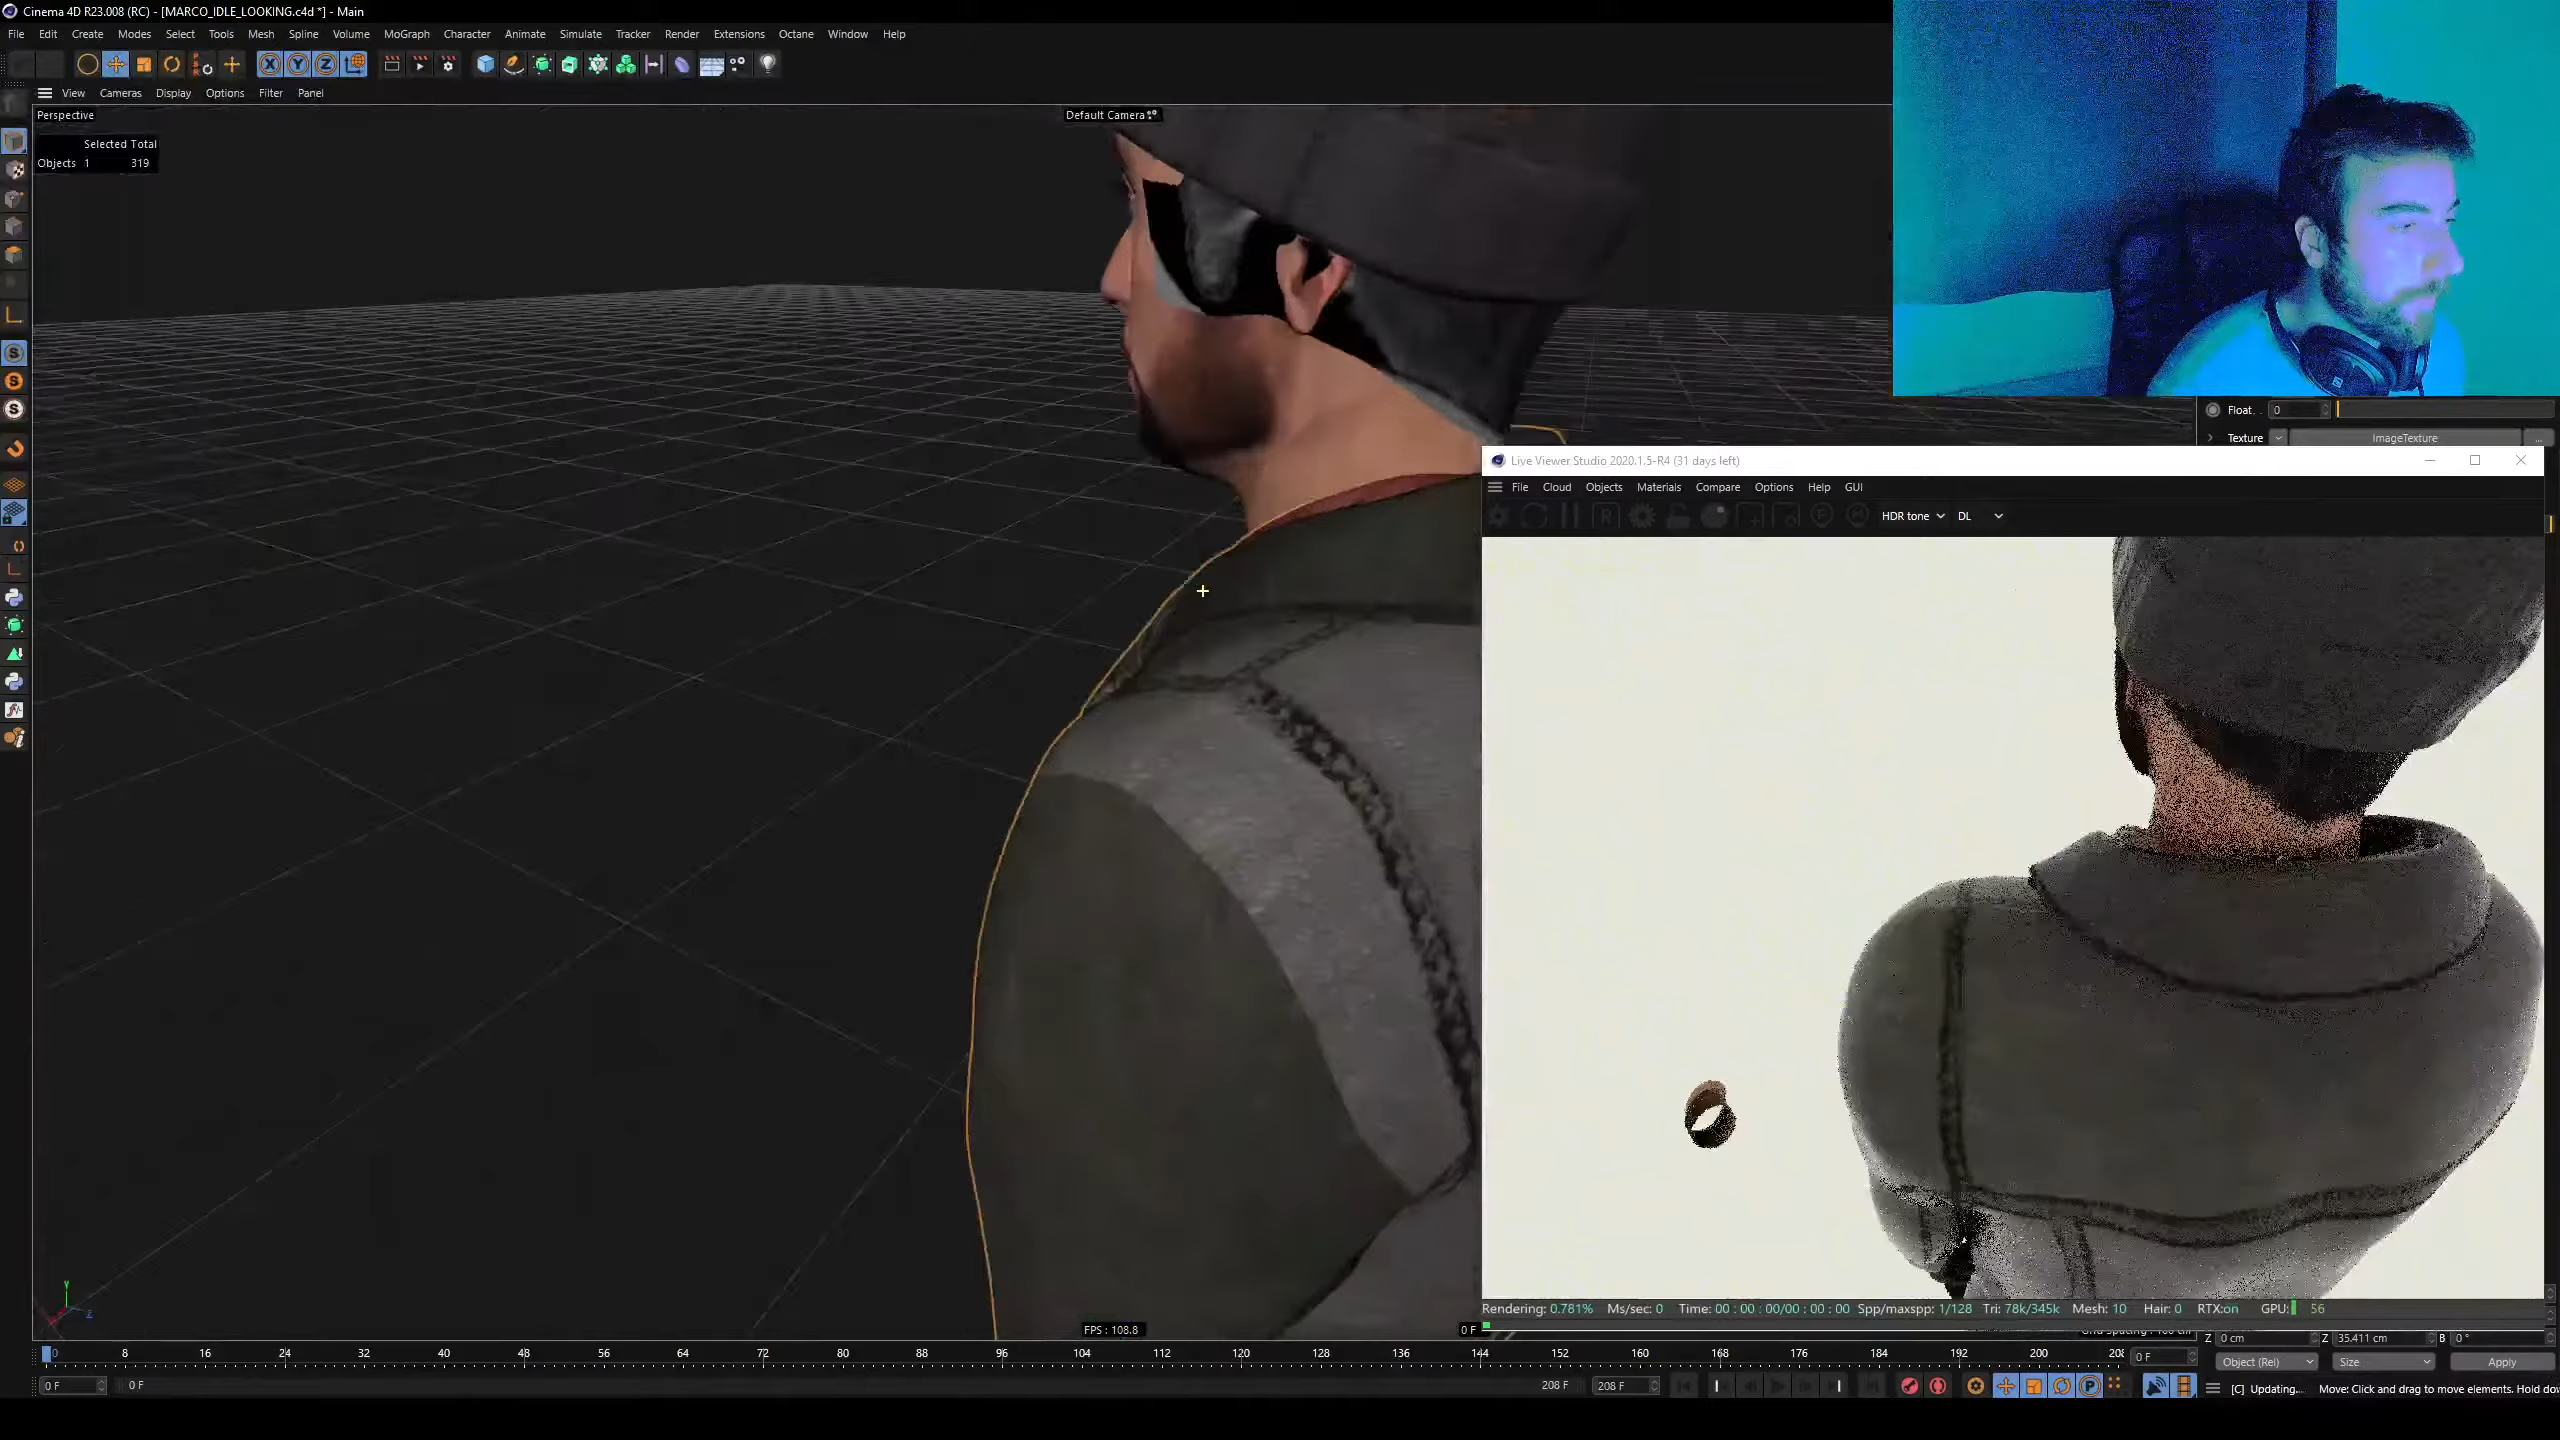 Cinema 4D R23.008 (RC) - [MARCO_IDLE_LOOKING.c4d *] - Main
File Edit Create Modes Select Tools Mesh Spline Volume MoGraph Character Animate Simulate Tracker Render Extensions Octane Window Help
View Cameras Display Options Filter Panel
Perspective
Default Camera
Selected Total
Objects 1 319
Float. . 0
Texture ImageTexture ...
Live Viewer Studio 2020.1.5-R4 (31 days left)
File Cloud Objects Materials Compare Options Help GUI
HDR tone DL
Rendering: 0.781% Ms/sec: 0 Time: 00 : 00 : 00/00 : 00 : 00 Spp/maxspp: 1/128 Tri: 78k/345k Mesh: 10 Hair: 0 RTX:on GPU: 56
FPS : 108.8
0 F
Z 0 cm Z 35.411 cm B 0 °
0 8 16 24 32 40 48 56 64 72 80 88 96 104 112 120 128 136 144 152 160 168 176 184 192 200 208 0 F
Object (Rel) Size Apply
0 F 0 F 208 F 208 F
[C] Updating... Move: Click and drag to move elements. Hold do